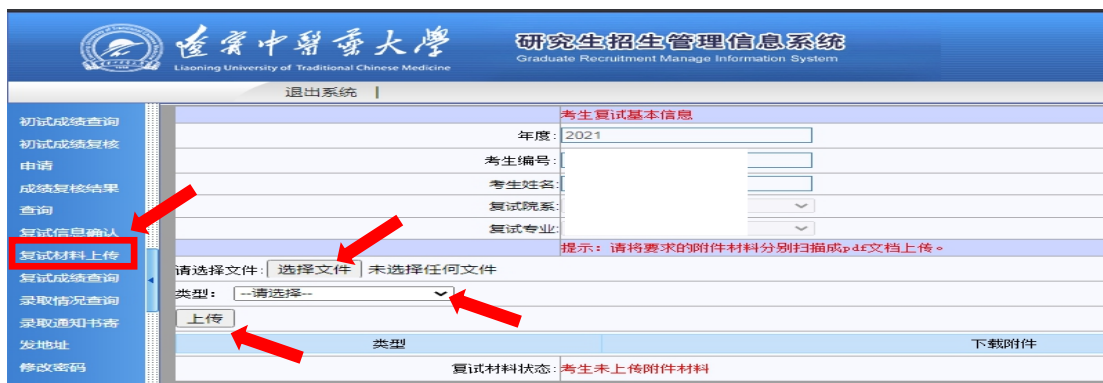 遼寧中醫藥大學
Liaoning University of Traditional Chinese Medicine
研究生招生管理信息系统
Graduate Recruitment Manage Information System
退出系统 |
初试成绩查询
初试成绩复核
申请
成绩复核结果
查询
复试信息确认
复试材料上传
复试成绩查询
录取情况查询
录取通知书寄
发地址
修改密码
考生复试基本信息
年度: 2021
考生编号:
考生姓名:
复试院系:
复试专业:
提示: 请将要求的附件材料分别扫描成pdf文档上传。
请选择文件: 选择文件 未选择任何文件
类型: --请选择--
上传
类型 下载附件
复试材料状态: 考生未上传附件材料